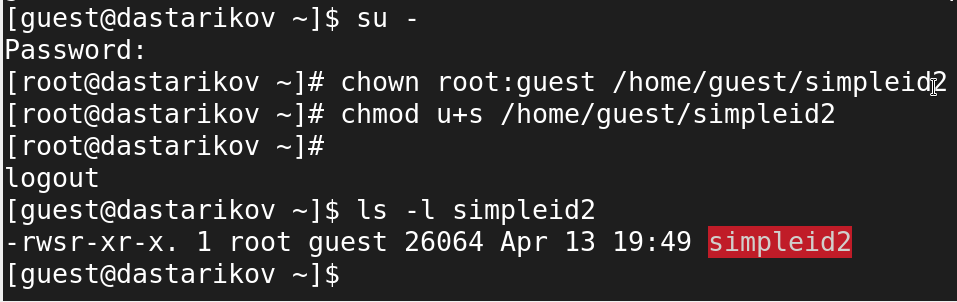 [guest@dastarikov ~]$ su -
Password:
[root@dastarikov ~]# chown root:guest /home/guest/simpleid2
[root@dastarikov ~]# chmod u+s /home/guest/simpleid2
[root@dastarikov ~]#
logout
[guest@dastarikov ~]$ ls -l simpleid2
-rwsr-xr-x. 1 root guest 26064 Apr 13 19:49 simpleid2
[guest@dastarikov ~]$